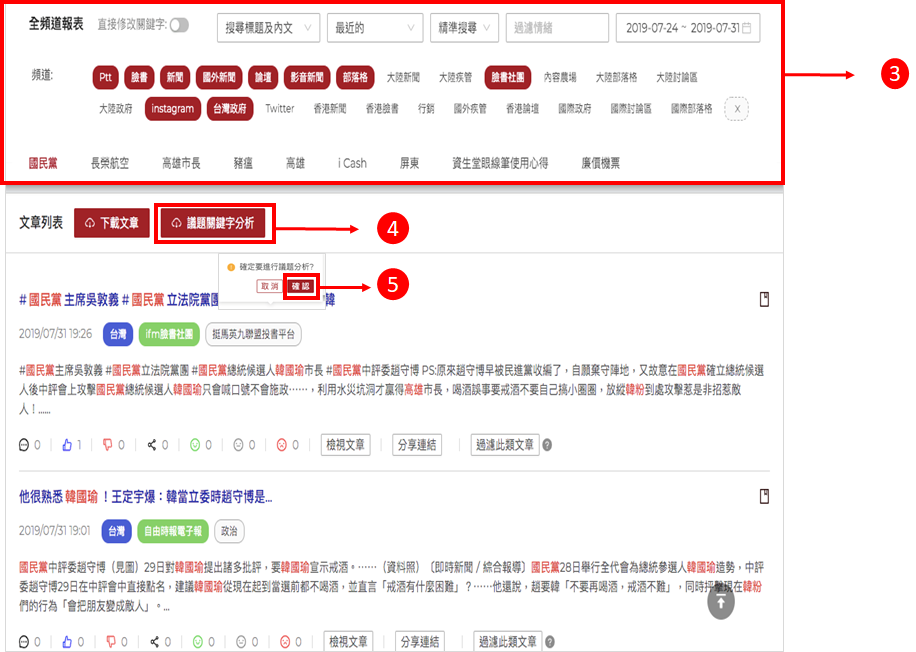 全頻道報表 直接修改關鍵字: 搜尋標題及內文 最近的 精準搜尋 過濾情緒 2019-07-24 ~ 2019-07-31
頻道: Ptt 臉書 新聞 國外新聞 論壇 影音新聞 部落格 大陸新聞 大陸疾管 臉書社團 內容農場 大陸部落格 大陸討論區
3
大陸政府 instagram 台灣政府 Twitter 香港新聞 香港臉書 行銷 國外疾管 香港論壇 國際政府 國際討論區 國際部落格 X
國民黨 長榮航空 高雄市長 豬瘟 高雄 i Cash 屏東 資生堂眼線筆使用心得 廉價機票
文章列表 下載文章 議題關鍵字分析 4
確定要進行議題分析?
取消 確認 5
#國民黨主席吳敦義 #國民黨立法院黨團 韓
2019/07/31 19:26 台灣 ifm臉書社團 挺馬英九聯盟投書平台
#國民黨主席吳敦義 #國民黨立法院黨團 #國民黨總統候選人韓國瑜市長 #國民黨中評委趙守博 PS:原來趙守博早被民進黨收編了，自願棄守陣地，又故意在國民黨確立總統候選
人後中評會上攻擊國民黨總統候選人韓國瑜只會喊口號不會施政⋯⋯，利用水災坑洞才贏得高雄市長，喝酒誤事要戒酒不要自己搞小圈圈，放縱韓粉到處攻擊惹是非招惹敵
人！......
0 1 0 0 0 0 0 檢視文章 分享連結 過濾此類文章 ?
他很熟悉韓國瑜！王定宇爆：韓當立委時趙守博是...
2019/07/31 19:01 台灣 自由時報電子報 政治
國民黨中評委趙守博（見圖）29日對韓國瑜提出諸多批評，要韓國瑜宣示戒酒。⋯⋯（資料照）〔即時新聞／綜合報導〕國民黨28日舉行全代會為總統參選人韓國瑜造勢，中評
委趙守博29日在中評會中直接點名，建議韓國瑜從現在起到當選前都不喝酒，並直言「戒酒有什麼困難」？⋯⋯他還說，趙要韓「不要再喝酒，戒酒不難」，同時抨擊現在韓粉
們的行為「會把朋友變成敵人」。...
0 0 0 0 0 0 0 檢視文章 分享連結 過濾此類文章 ?